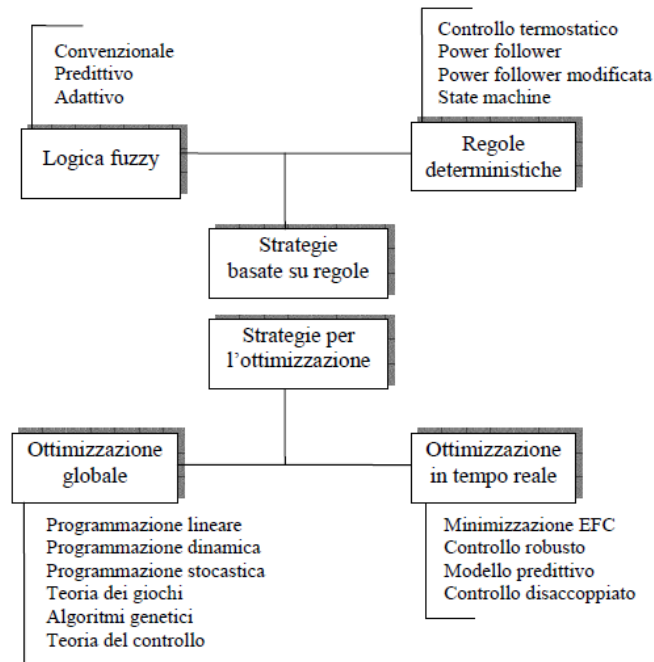 Convenzionale
Predittivo
Adattivo
Logica fuzzy
Controllo termostatico
Power follower
Power follower modificata
State machine
Regole
deterministiche
Strategie
basate su regole
Strategie per
l'ottimizzazione
Ottimizzazione
globale
Programmazione lineare
Programmazione dinamica
Programmazione stocastica
Teoria dei giochi
Algoritmi genetici
Teoria del controllo
Ottimizzazione
in tempo reale
Minimizzazione EFC
Controllo robusto
Modello predittivo
Controllo disaccoppiato